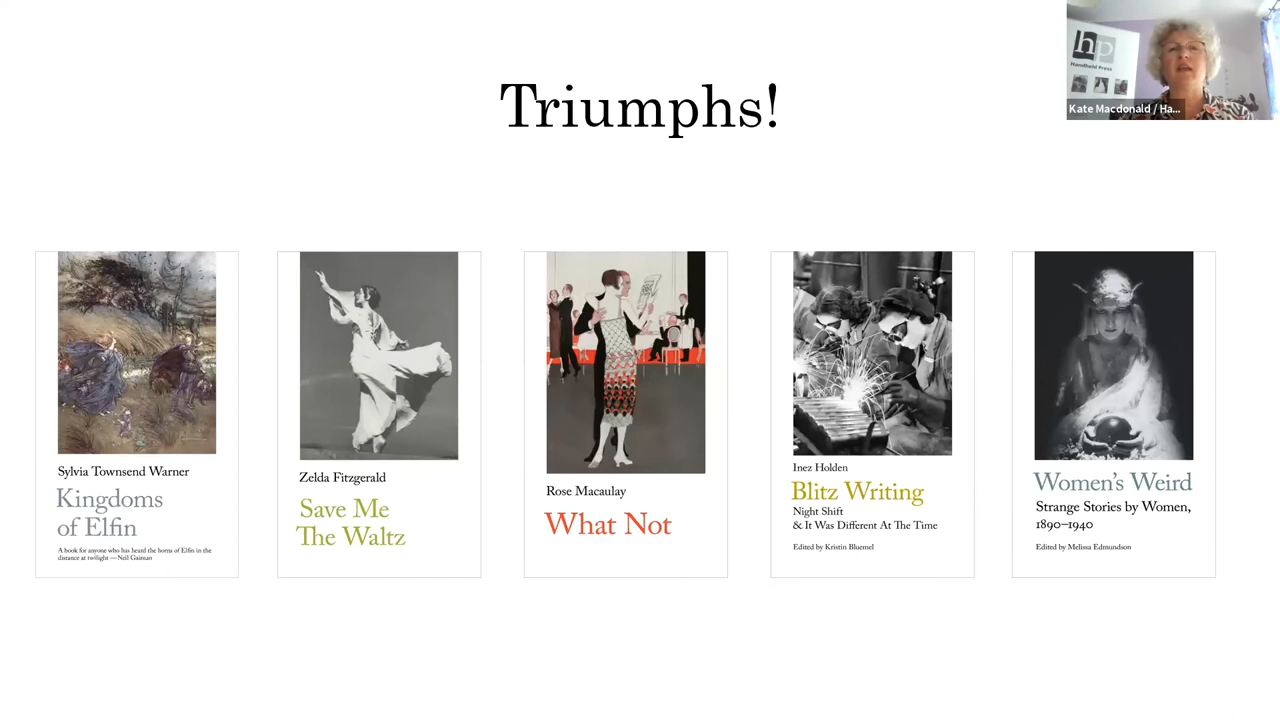 hp
Handheld Press
Kate Macdonald / Ha...
Triumphs!
Sylvia Townsend Warner
Kingdoms
of Elfin
A book for anyone who has heard the horns of Elfin in the
distance at twilight —Neil Gaiman
Zelda Fitzgerald
Save Me
The Waltz
Rose Macaulay
What Not
Inez Holden
Blitz Writing
Night Shift
& It Was Different At The Time
Edited by Kristin Bluemel
Women's Weird
Strange Stories by Women,
1890–1940
Edited by Melissa Edmundson